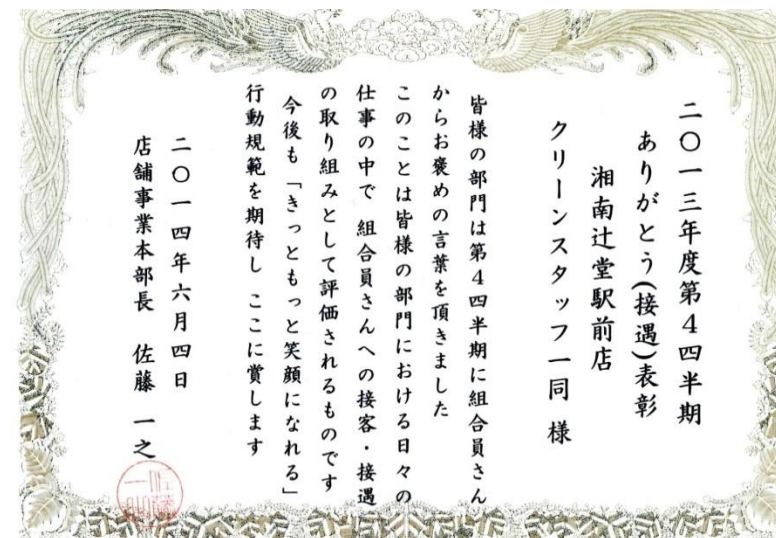 二〇一三年度第4四半期
ありがとう(接遇)表彰
湘南辻堂駅前店
クリーンスタッフ一同 様
皆様の部門は第4四半期に組合員さん
からお褒めの言葉を頂きました
このことは皆様の部門における日々の
仕事の中で 組合員さんへの接客・接遇
の取り組みとして評価されるものです
今後も「きっともっと笑顔になれる」
行動規範を期待し ここに賞します
二〇一四年六月四日
店舗事業本部長 佐藤 一之